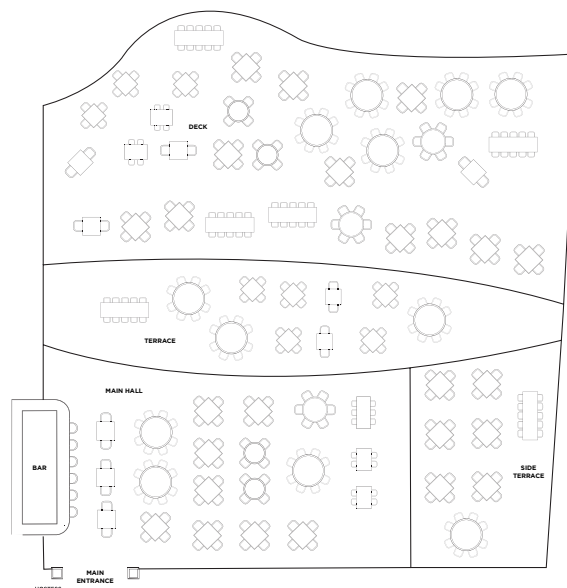 DECK
TERRACE
MAIN HALL
BAR
SIDE
TERRACE
MAIN
ENTRANCE